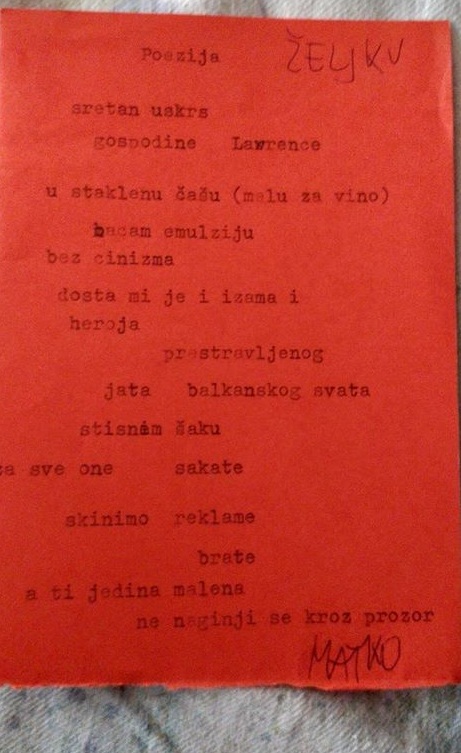 Poezija ŽELJKU
sretan uskrs
gospodine Lawrence
u staklenu čašu (malu za vino)
bacam emulziju
bez cinizma
dosta mi je i izama i
heroja
prestravljenog
jata balkanskog svata
stisnem šaku
za sve one sakate
skinimo reklame
brate
a ti jedina malena
ne naginji se kroz prozor
MATKO